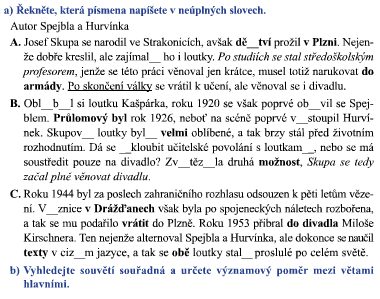 a) Řekněte, která písmena napíšete v neúplných slovech.
Autor Spejbla a Hurvínka
A. Josef Skupa se narodil ve Strakonicích, avšak dě__tví prožil v Plzni. Nejen-
že dobře kreslil, ale zajímal__ ho i loutky. Po studiích se stal středoškolským
profesorem, jenže se této práci věnoval jen krátce, musel totiž narukovat do
armády. Po skončení války se vrátil k učení, ale věnoval se i divadlu.
B. Obl__b__l si loutku Kašpárka, roku 1920 se však poprvé ob__vil se Spej-
blem. Průlomový byl rok 1926, neboť na scéně poprvé v__stoupil Hurví-
nek. Skupov__ loutky byl__ velmi oblíbené, a tak brzy stál před životním
rozhodnutím. Dá se __kloubit učitelské povolání s loutkam__, nebo se má
soustředit pouze na divadlo? Zv__těz__la druhá možnost, Skupa se tedy
začal plně věnovat divadlu.
C. Roku 1944 byl za poslech zahraničního rozhlasu odsouzen k pěti letům věze-
ní. V__znice v Drážďanech však byla po spojeneckých náletech rozbořena,
a tak se mu podařilo vrátit do Plzně. Roku 1953 přibral do divadla Miloše
Kirschnera. Ten nejenže alternoval Spejbla a Hurvínka, ale dokonce se naučil
texty v ciz__m jazyce, a tak se obě loutky stal__ proslulé po celém světě.
b) Vyhledejte souvětí souřadná a určete významový poměr mezi větami
hlavními.